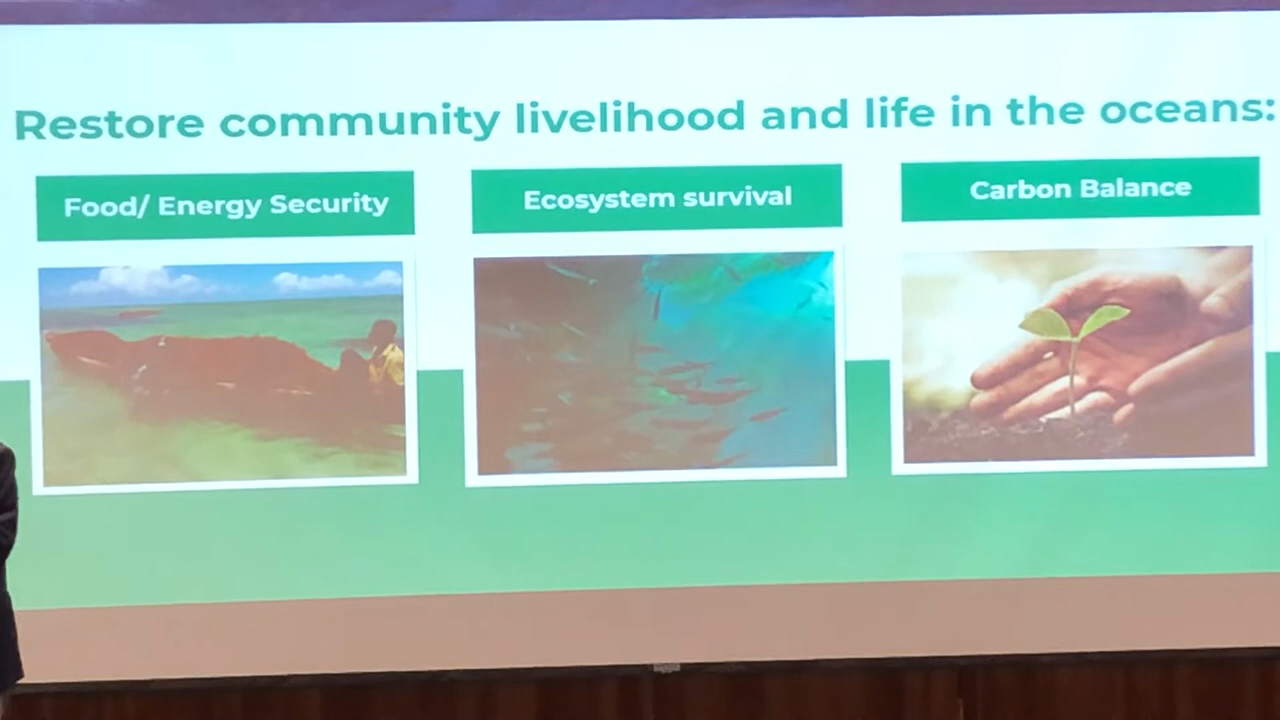 Restore community livelihood and life in the oceans:
Food/ Energy Security
Ecosystem survival
Carbon Balance